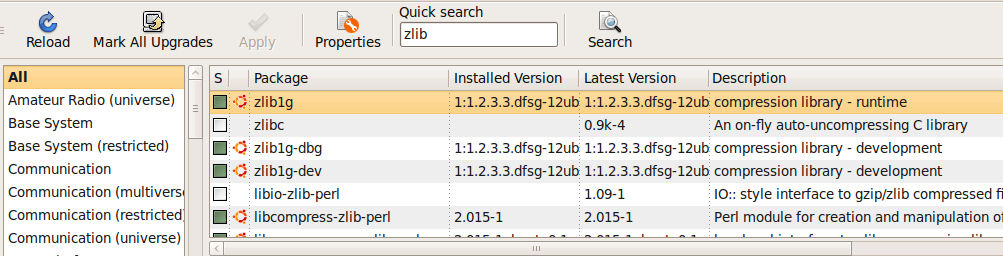 Reload
Mark All Upgrades
Apply
Properties
Quick search
zlib
Search
All
Amateur Radio (universe)
Base System
Base System (restricted)
Communication
Communication (multiverse
Communication (restricted)
Communication (universe)
S Package Installed Version Latest Version Description
zlib1g 1:1.2.3.3.dfsg-12ub 1:1.2.3.3.dfsg-12ub compression library - runtime
zlibc 0.9k-4 An on-fly auto-uncompressing C library
zlib1g-dbg 1:1.2.3.3.dfsg-12ub 1:1.2.3.3.dfsg-12ub compression library - development
zlib1g-dev 1:1.2.3.3.dfsg-12ub 1:1.2.3.3.dfsg-12ub compression library - development
libio-zlib-perl 1.09-1 IO:: style interface to gzip/zlib compressed fi
libcompress-zlib-perl 2.015-1 2.015-1 Perl module for creation and manipulation of